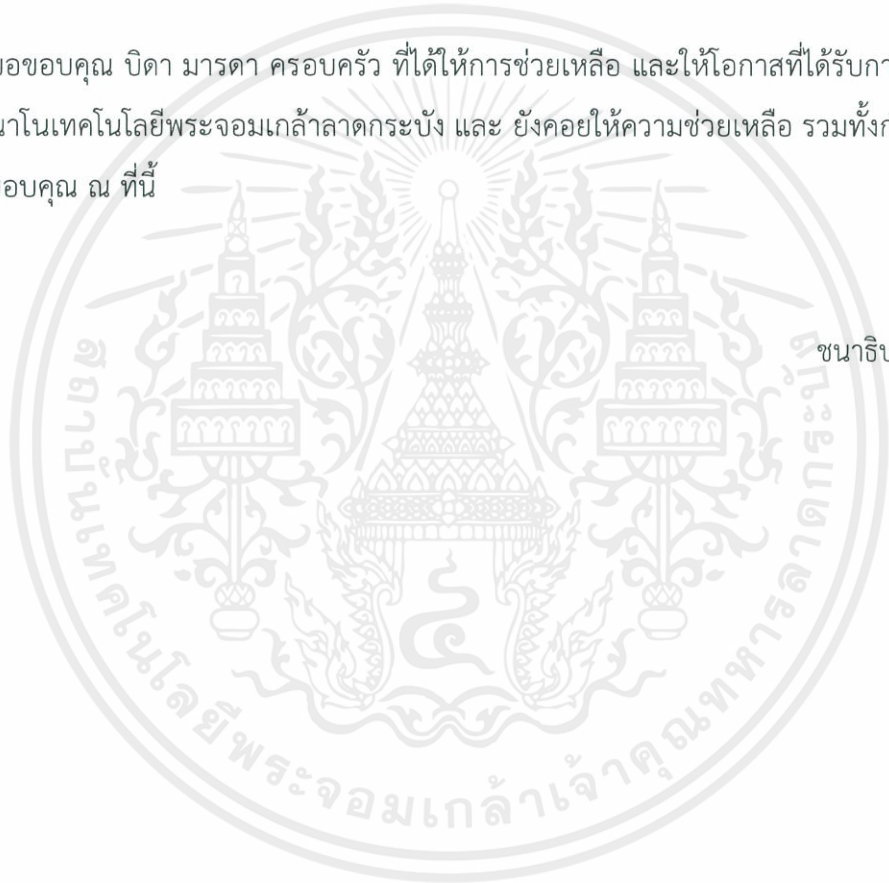 ขอขอบคุณ บิดา มารดา ครอบครัว ที่ได้ให้การช่วยเหลือ และให้โอกาสที่ได้รับกา
นาโนเทคโนโลยีพระจอมเกล้าลาดกระบัง และ ยังคอยให้ความช่วยเหลือ รวมทั้งก
อบคุณ ณ ที่นี้
ชนาธิป
สถาบันเทคโนโลยีพระจอมเกล้าเจ้าคุณทหารลาดกระบัง